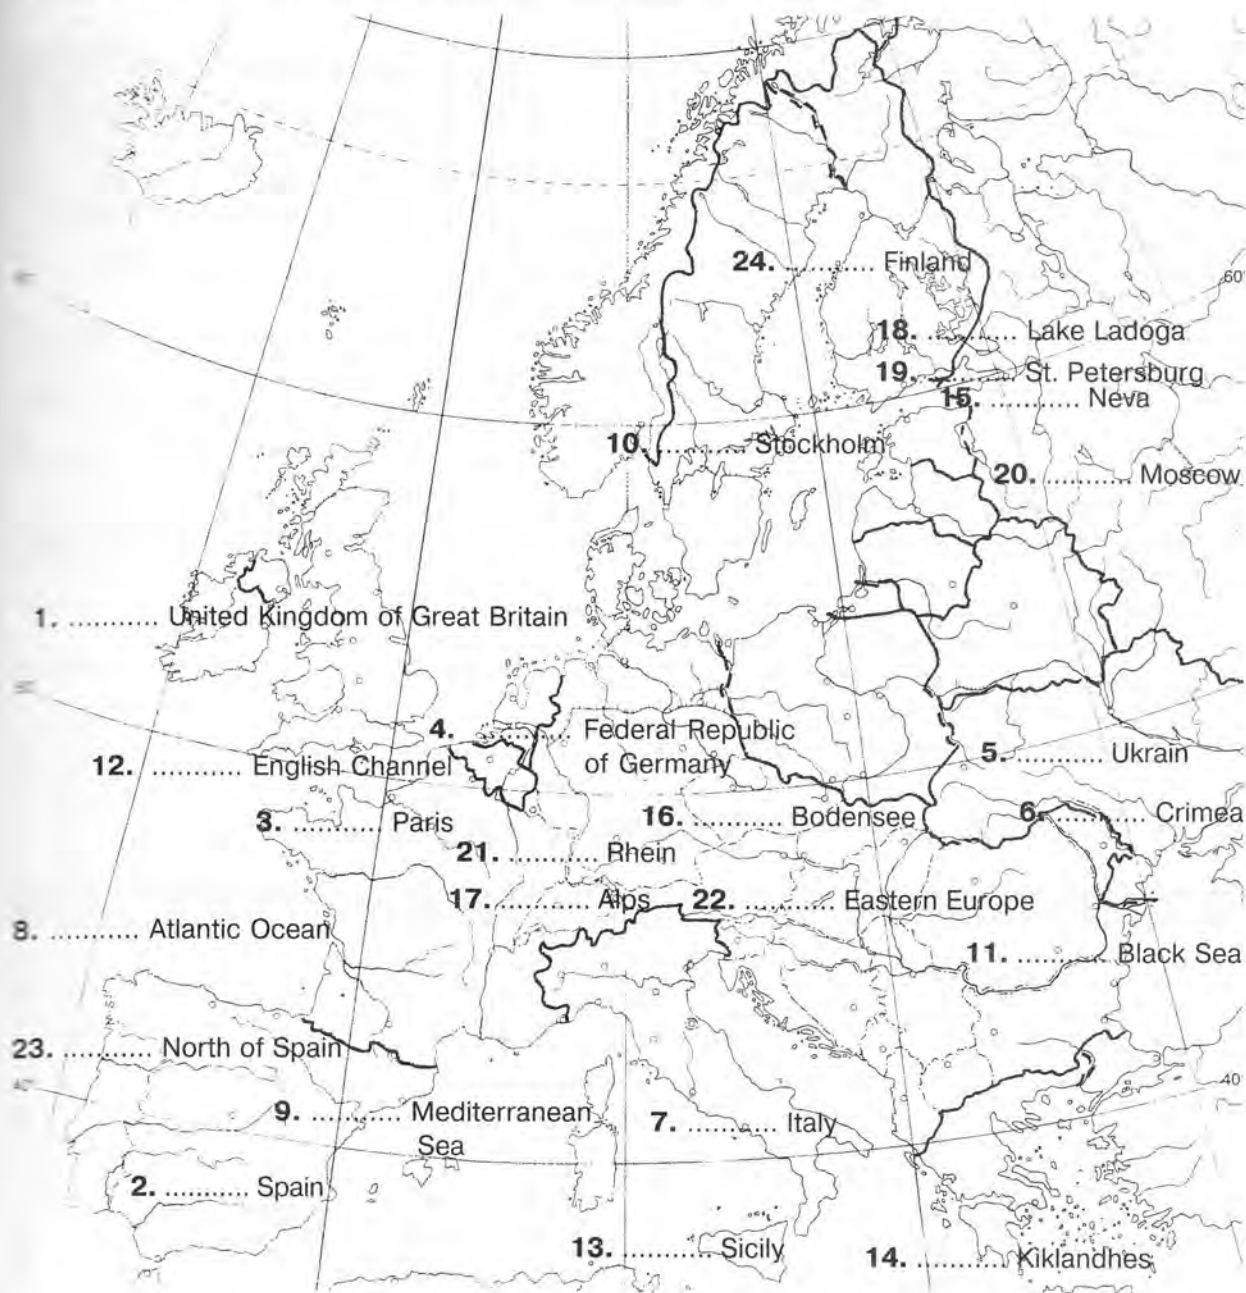 24. ........... Finland
60°
18. ........... Lake Ladoga
19. ........... St. Petersburg
15. ........... Neva
10. ........... Stockholm
20. ........... Moscow
1. ........... United Kingdom of Great Britain
4. ........... Federal Republic
of Germany
5. ........... Ukrain
12. ........... English Channel
3. ........... Paris
16. ........... Bodensee
6. ........... Crimea
21. ........... Rhein
17. ........... Alps
22. ........... Eastern Europe
8. ........... Atlantic Ocean
11. ........... Black Sea
23. ........... North of Spain
40°
40°
9. ........... Mediterranean
Sea
7. ........... Italy
2. ........... Spain
13. ........... Sicily
14. ........... Kiklandhes